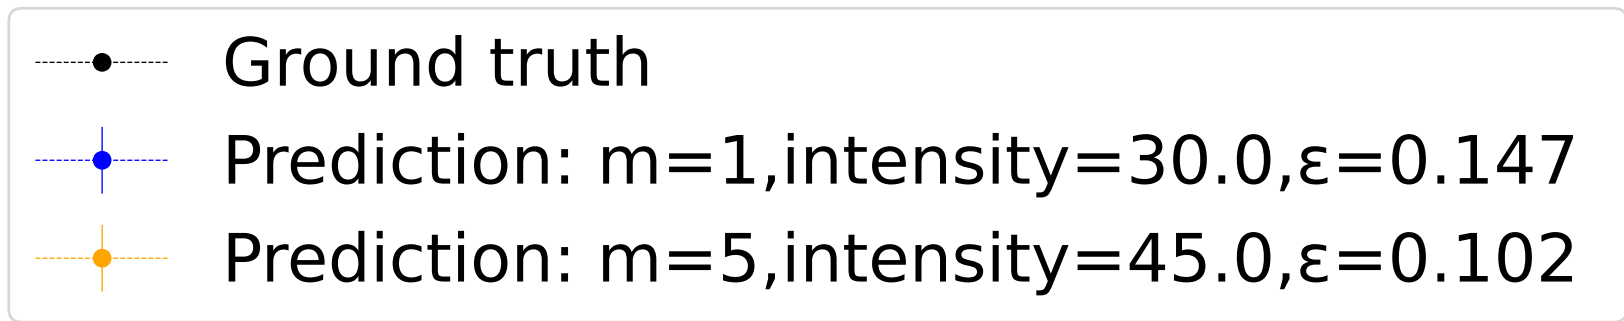 Ground truth
Prediction: m=1,intensity=30.0,ε=0.147
Prediction: m=5,intensity=45.0,ε=0.102